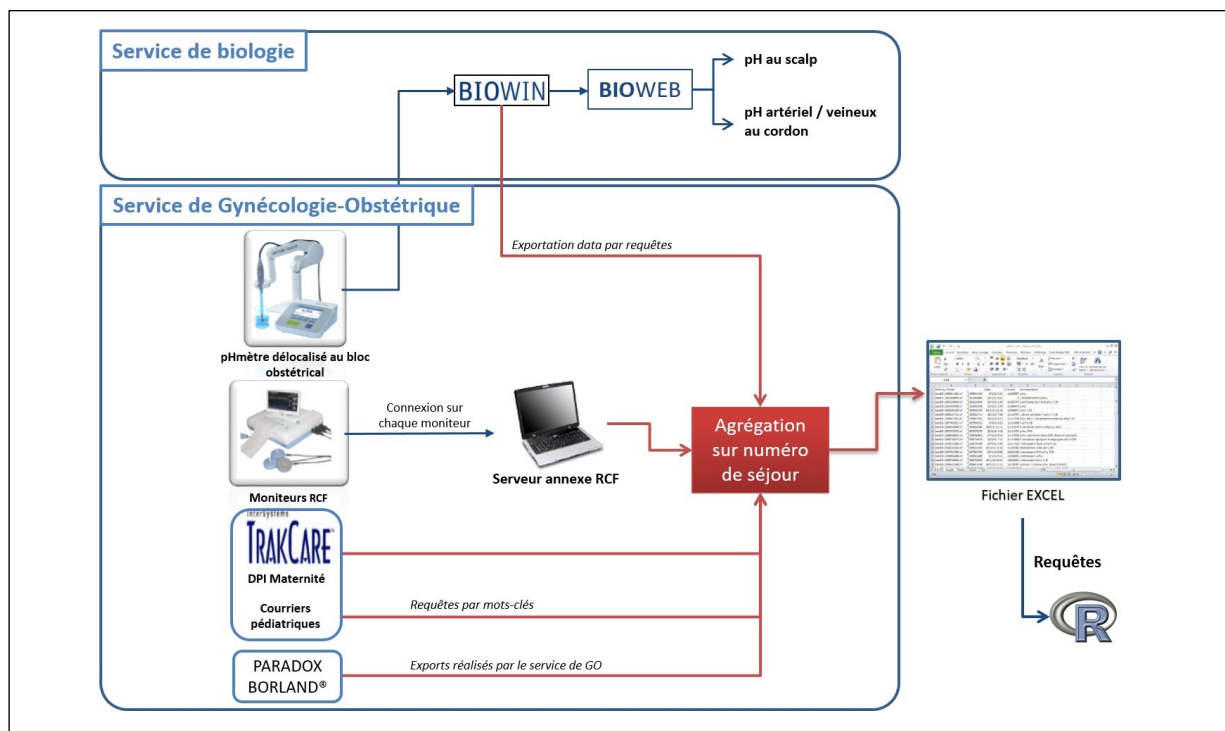 Service de biologie
BIOWIN
BIOWEB
pH au scalp
pH artériel / veineux
au cordon
Service de Gynécologie-Obstétrique
Exportation data par requêtes
pHmètre délocalisé au bloc
obstétrical
Connexion sur
chaque moniteur
Moniteurs RCF
Serveur annexe RCF
Agrégation
sur numéro
de séjour
Fichier EXCEL
Requêtes
R
InterSystems
TRAKCARE™
DPI Maternité
Courriers
pédiatriques
Requêtes par mots-clés
PARADOX
BORLAND®
Exports réalisés par le service de GO